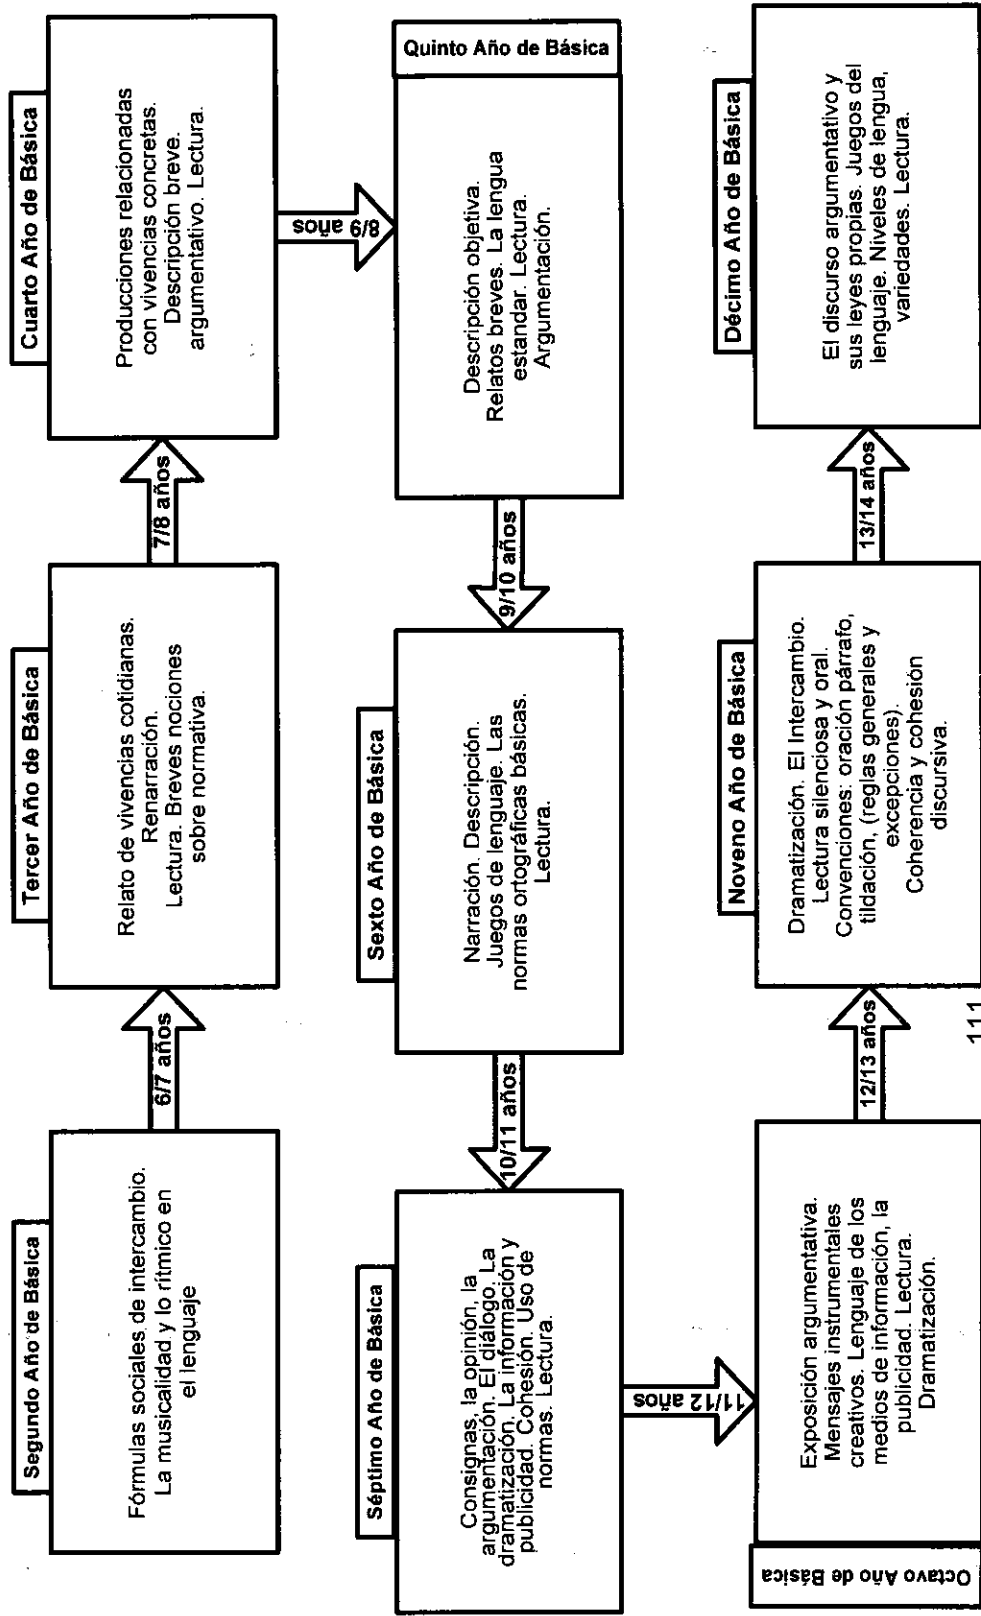 Segundo Año de Básica
Fórmulas sociales de intercambio.
La musicalidad y lo rítmico en
el lenguaje
6/7 años
Tercer Año de Básica
Relato de vivencias cotidianas.
Renarración.
Lectura. Breves nociones
sobre normativa.
7/8 años
Cuarto Año de Básica
Producciones relacionadas
con vivencias concretas.
Descripción breve.
argumentativo. Lectura.
8/9 años
Quinto Año de Básica
Descripción objetiva.
Relatos breves. La lengua
estandar. Lectura.
Argumentación.
9/10 años
Sexto Año de Básica
Narración. Descripción.
Juegos de lenguaje. Las
normas ortográficas básicas.
Lectura.
10/11 años
Séptimo Año de Básica
Consignas, la opinión, la
argumentación. El diálogo. La
dramatización. La información y
publicidad. Cohesión. Uso de
normas. Lectura.
11/12 años
Octavo Año de Básica
Exposición argumentativa.
Mensajes instrumentales
creativos. Lenguaje de los
medios de información, la
publicidad. Lectura.
Dramatización.
12/13 años
Noveno Año de Básica
Dramatización. El Intercambio.
Lectura silenciosa y oral.
Convenciones: oración párrafo,
tildación, (reglas generales y
excepciones).
Coherencia y cohesión
discursiva.
13/14 años
Décimo Año de Básica
El discurso argumentativo y
sus leyes propias. Juegos del
lenguaje. Niveles de lengua,
variedades. Lectura.
111